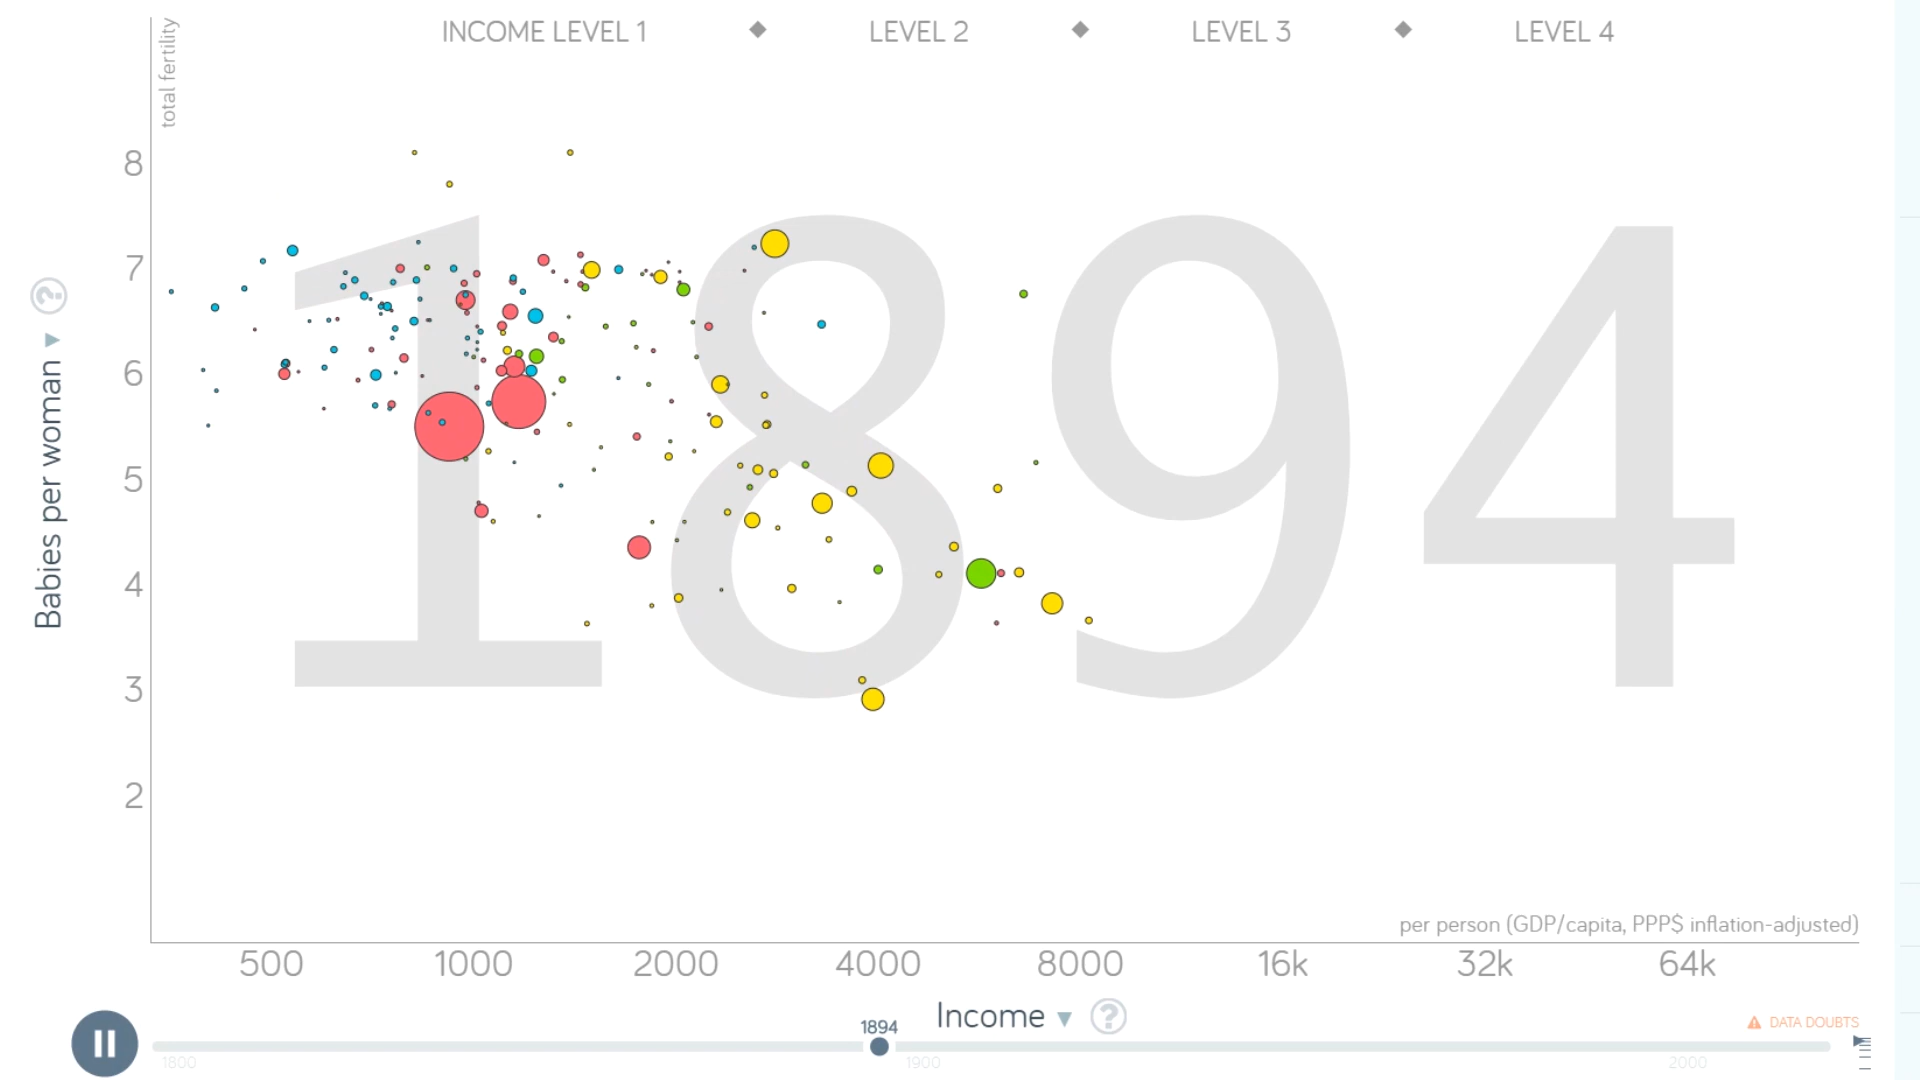 INCOME LEVEL 1 ◆ LEVEL 2 ◆ LEVEL 3 ◆ LEVEL 4
total fertility
Babies per woman ▼ ?
8
7
6
5
4
3
2
1894
per person (GDP/capita, PPP$ inflation-adjusted)
500 1000 2000 4000 8000 16k 32k 64k
Income ▼ ?
DATA DOUBTS
1894
1800 1900 2000